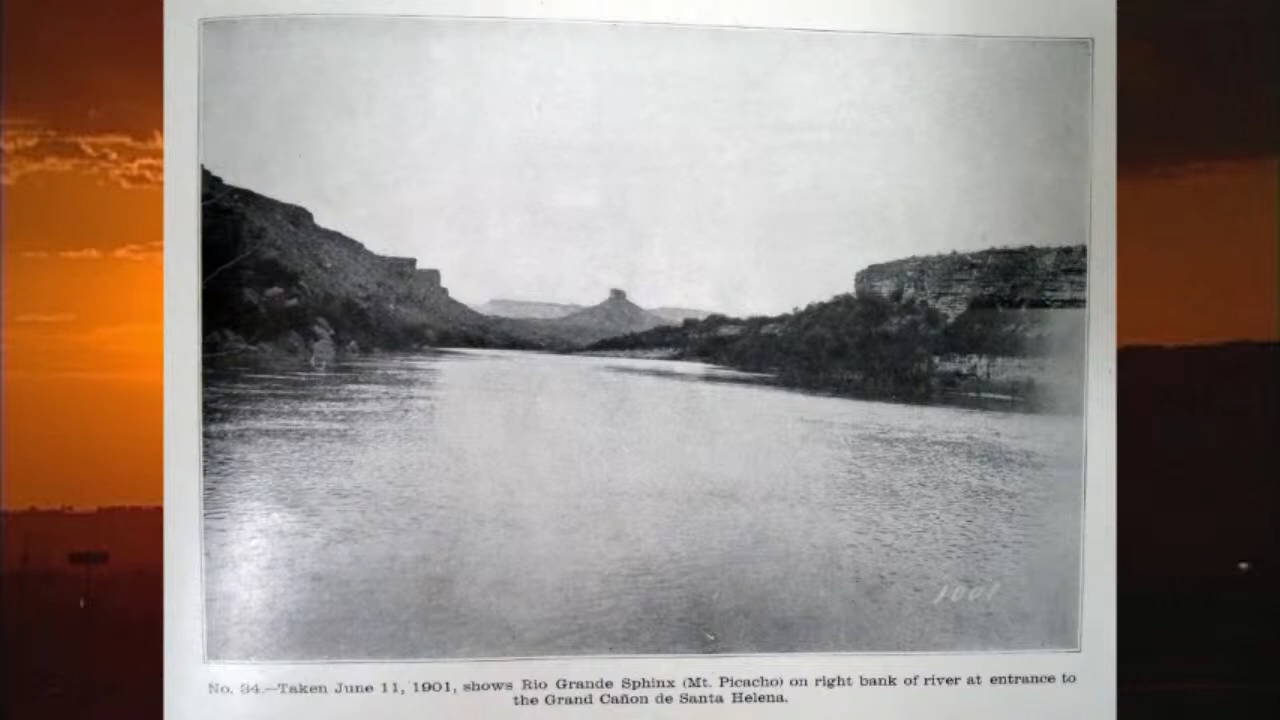 1001
No. 34.—Taken June 11, 1901, shows Rio Grande Sphinx (Mt. Picacho) on right bank of river at entrance to
the Grand Cañon de Santa Helena.